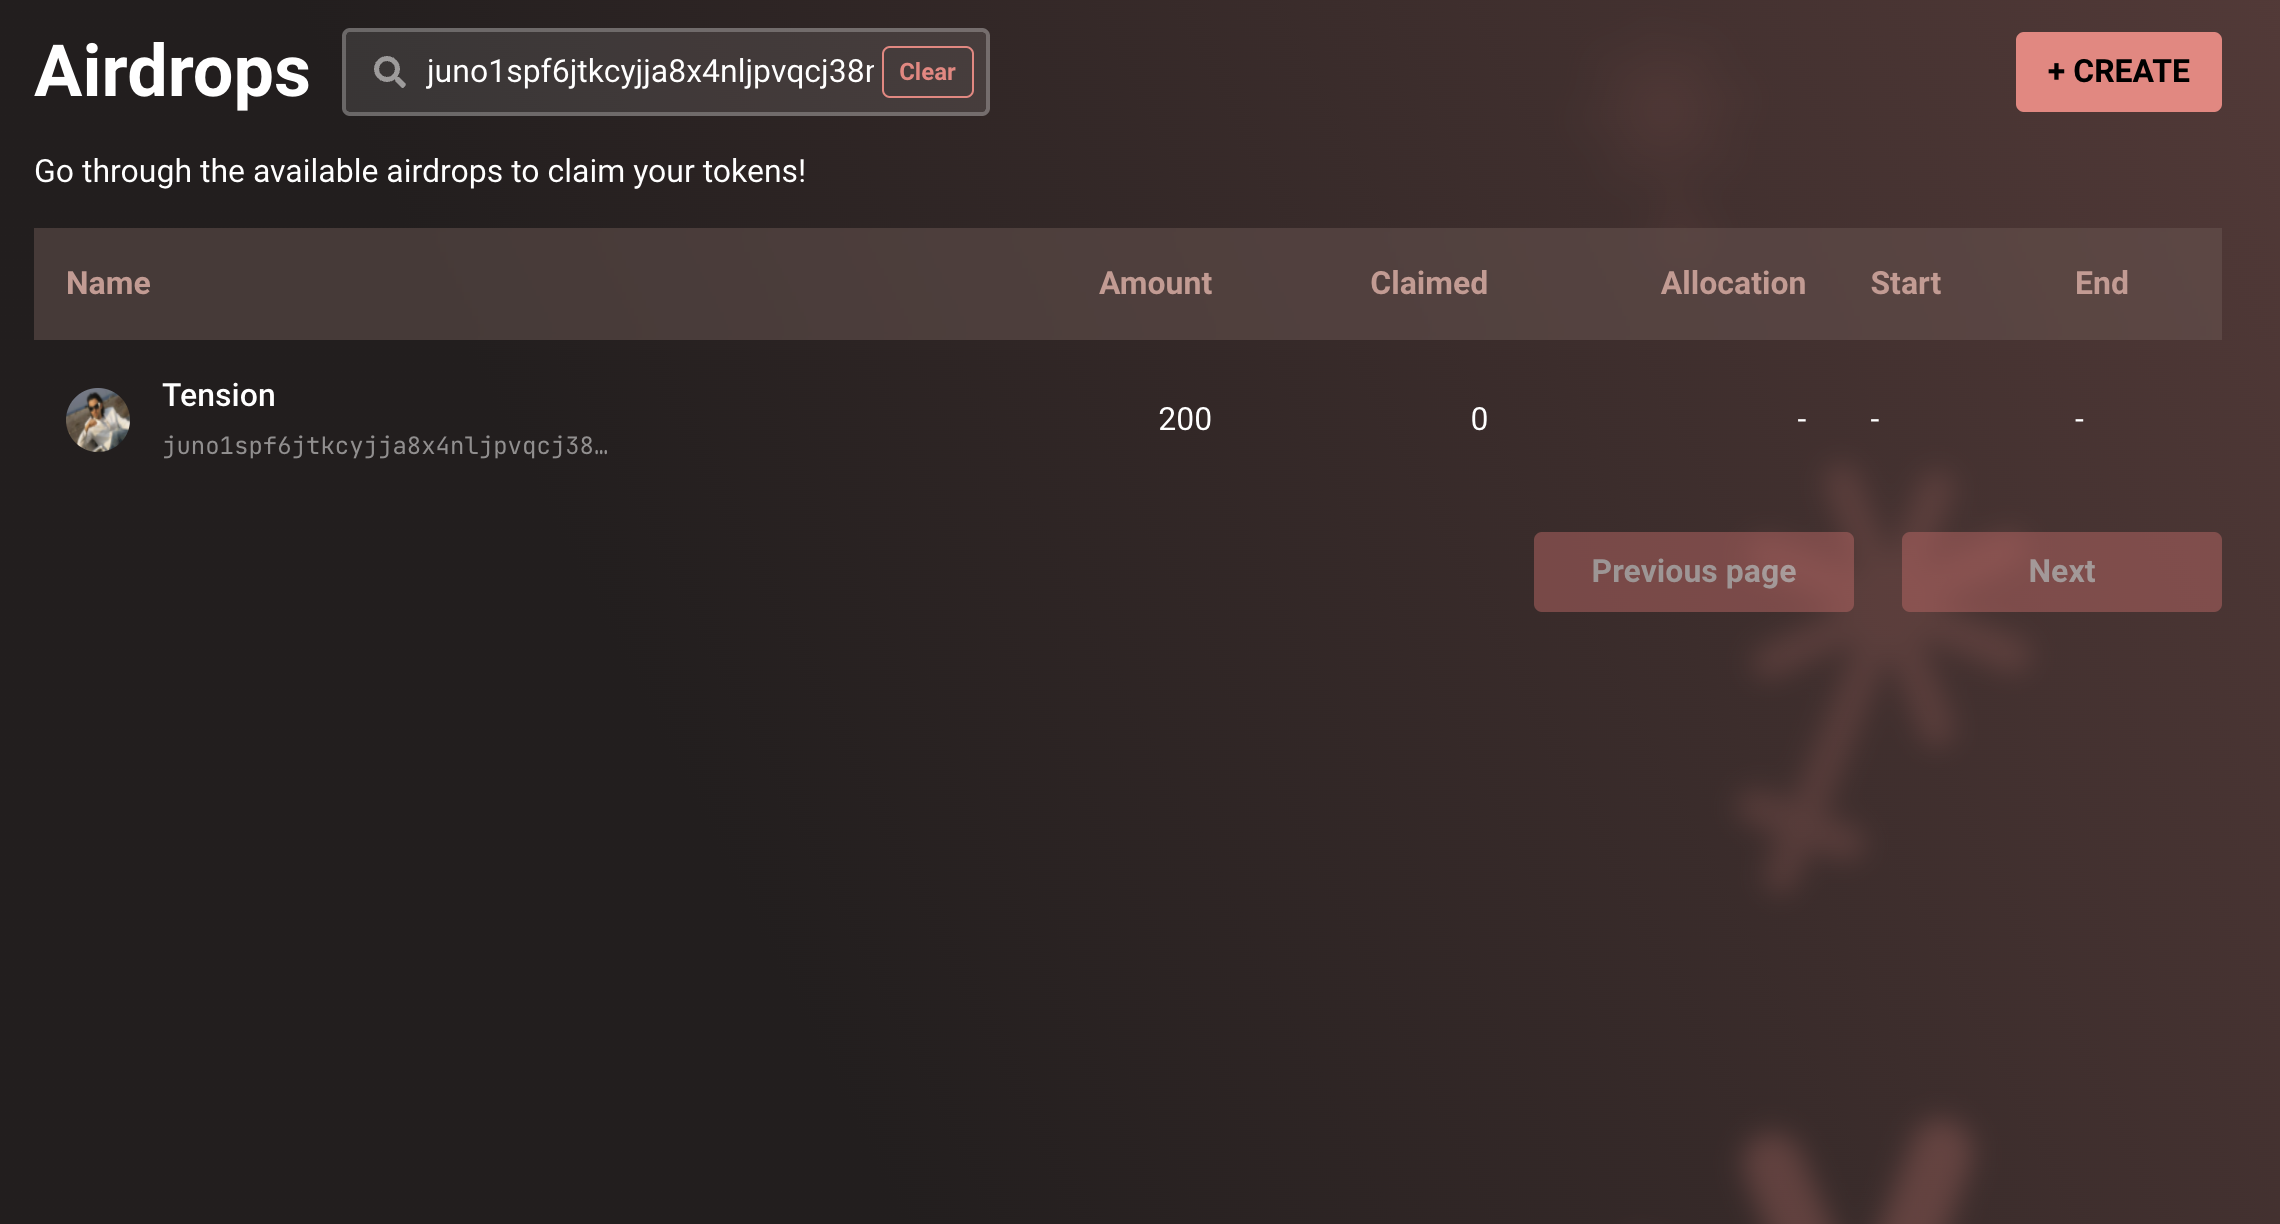 Airdrops
juno1spf6jtkcyjja8x4nljpvqcj38r
Clear
+ CREATE
Go through the available airdrops to claim your tokens!
Name Amount Claimed Allocation Start End
Tension
juno1spf6jtkcyjja8x4nljpvqcj38…
200 0 - - -
Previous page Next